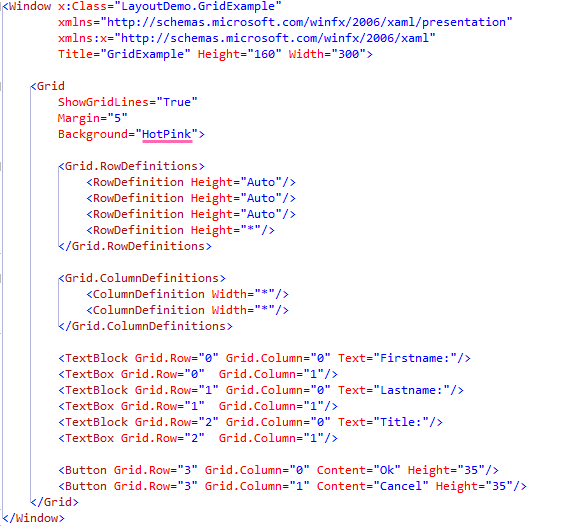 <Window x:Class="LayoutDemo.GridExample"
        xmlns="http://schemas.microsoft.com/winfx/2006/xaml/presentation"
        xmlns:x="http://schemas.microsoft.com/winfx/2006/xaml"
        Title="GridExample" Height="160" Width="300">
    <Grid
        ShowGridLines="True"
        Margin="5"
        Background="HotPink">
        <Grid.RowDefinitions>
            <RowDefinition Height="Auto"/>
            <RowDefinition Height="Auto"/>
            <RowDefinition Height="Auto"/>
            <RowDefinition Height="*"/>
        </Grid.RowDefinitions>
        <Grid.ColumnDefinitions>
            <ColumnDefinition Width="*"/>
            <ColumnDefinition Width="*"/>
        </Grid.ColumnDefinitions>
        <TextBlock Grid.Row="0" Grid.Column="0" Text="Firstname:"/>
        <TextBox Grid.Row="0"  Grid.Column="1"/>
        <TextBlock Grid.Row="1" Grid.Column="0" Text="Lastname:"/>
        <TextBox Grid.Row="1"  Grid.Column="1"/>
        <TextBlock Grid.Row="2" Grid.Column="0" Text="Title:"/>
        <TextBox Grid.Row="2"  Grid.Column="1"/>
        <Button Grid.Row="3" Grid.Column="0" Content="Ok" Height="35"/>
        <Button Grid.Row="3" Grid.Column="1" Content="Cancel" Height="35"/>
    </Grid>
</Window>